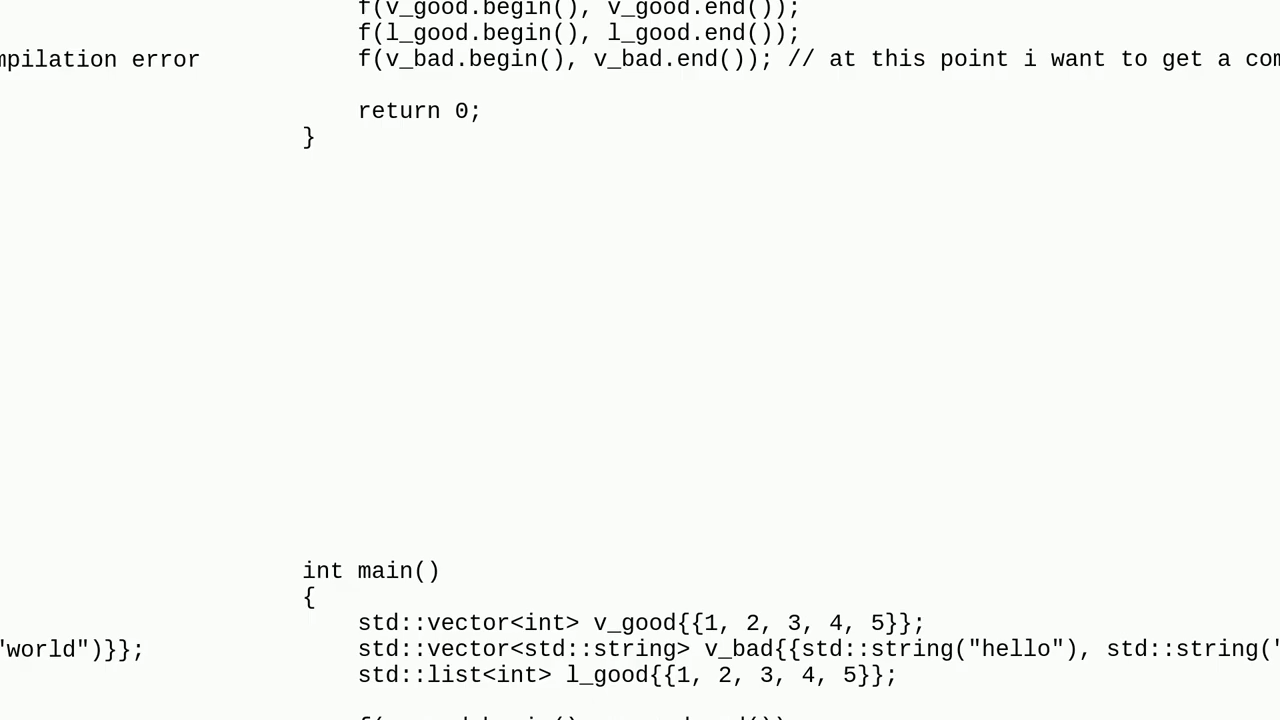 f(v_good.begin(), v_good.end());
f(l_good.begin(), l_good.end());
mpilation error
f(v_bad.begin(), v_bad.end()); // at this point i want to get a com
return 0;
}
int main()
{
std::vector<int> v_good{{1, 2, 3, 4, 5}};
"world")}};
std::vector<std::string> v_bad{{std::string("hello"), std::string("
std::list<int> l_good{{1, 2, 3, 4, 5}};